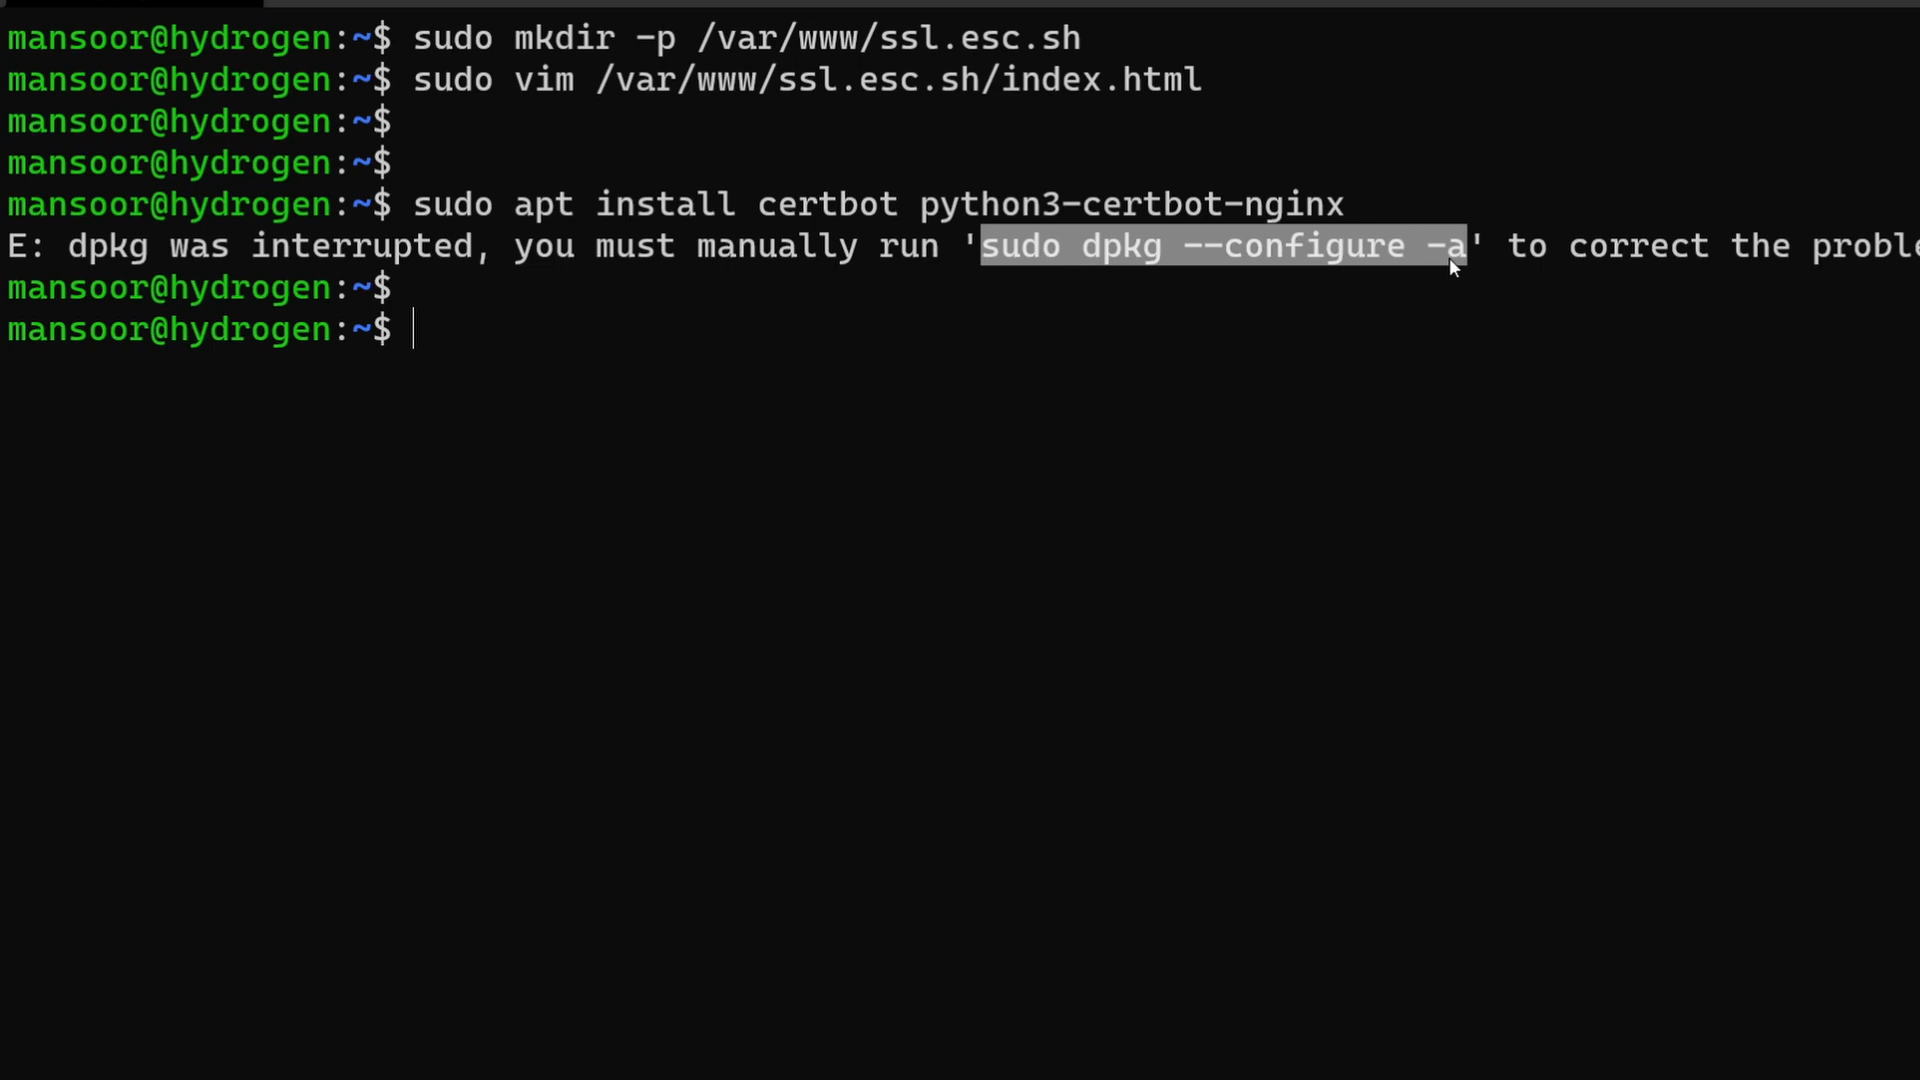 mansoor@hydrogen:~$ sudo mkdir -p /var/www/ssl.esc.sh
mansoor@hydrogen:~$ sudo vim /var/www/ssl.esc.sh/index.html
mansoor@hydrogen:~$
mansoor@hydrogen:~$
mansoor@hydrogen:~$ sudo apt install certbot python3-certbot-nginx
E: dpkg was interrupted, you must manually run 'sudo dpkg --configure -a' to correct the proble
mansoor@hydrogen:~$
mansoor@hydrogen:~$